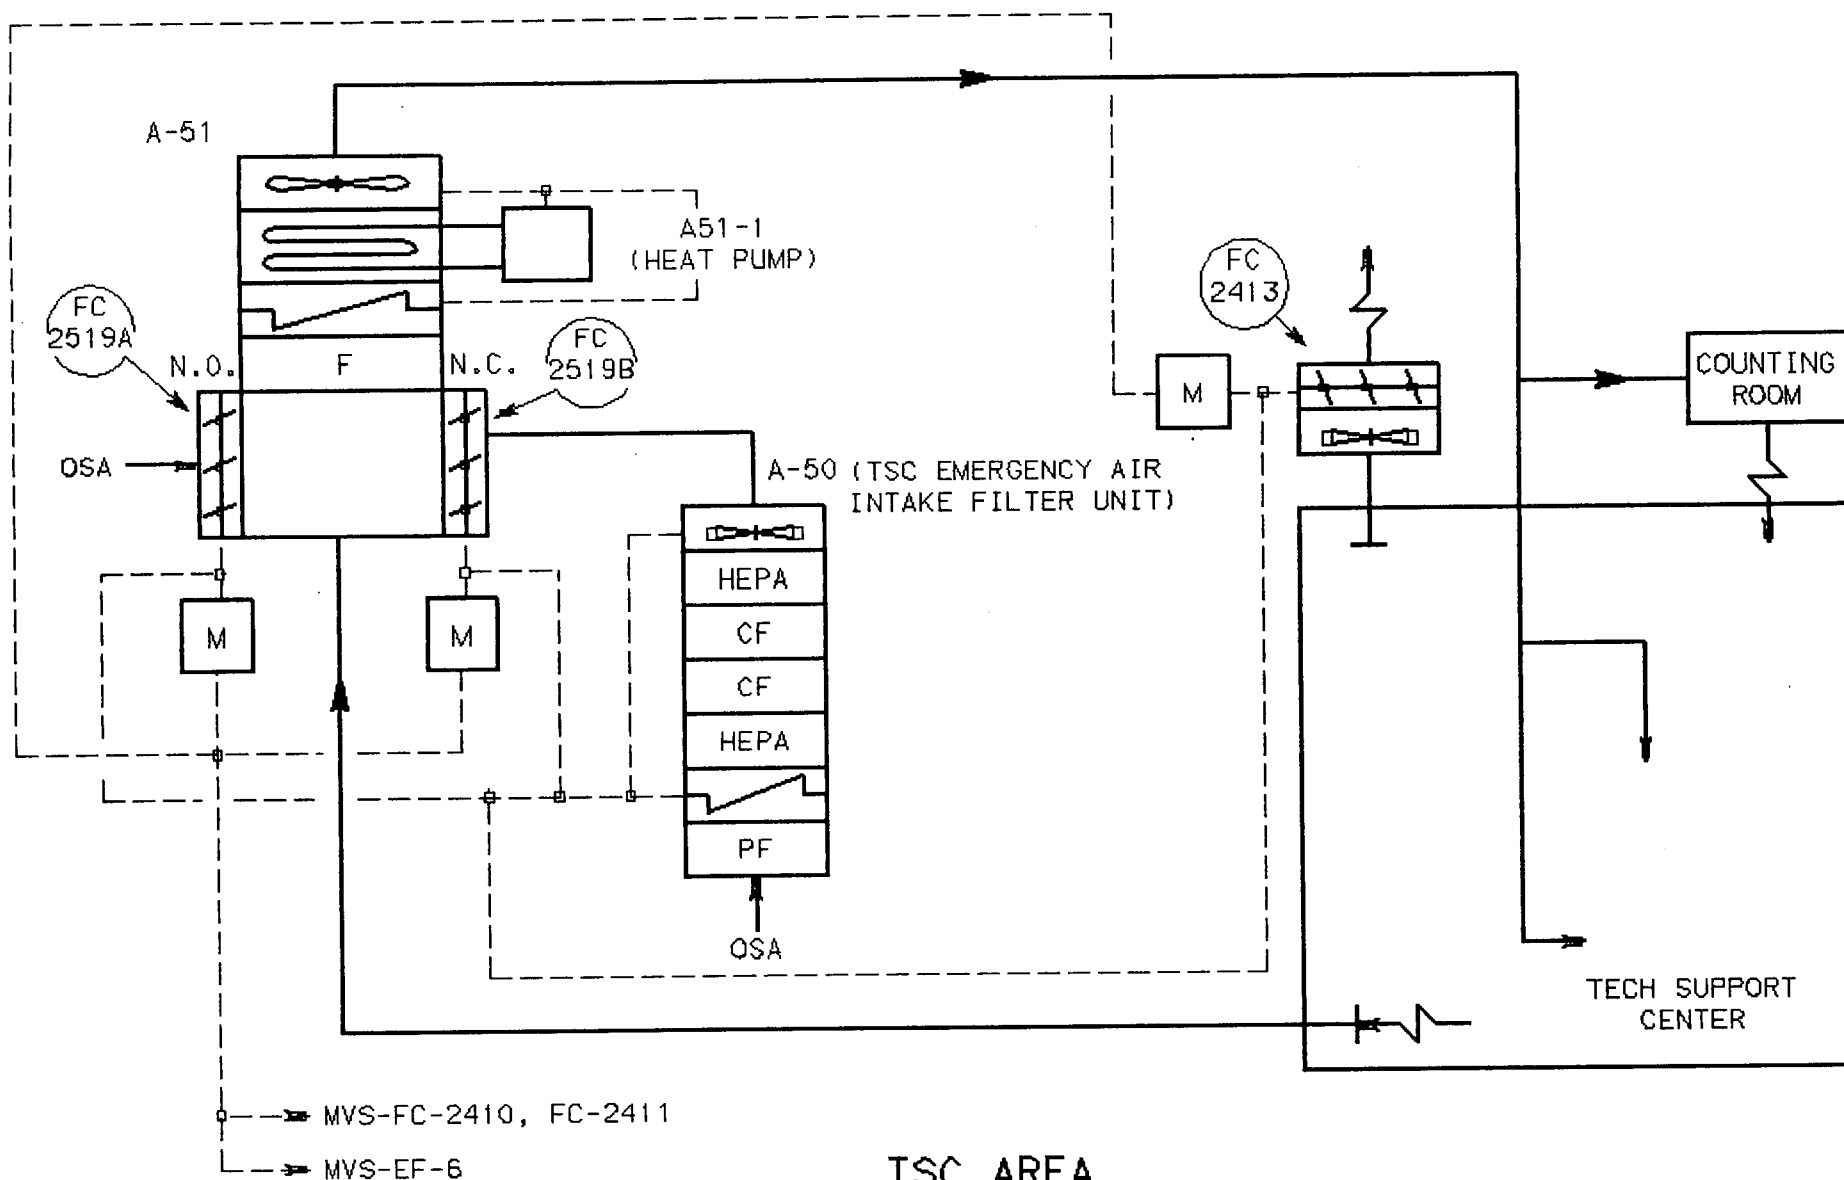 A-51
A51-1
(HEAT PUMP)
FC
2413
FC
2519A
N.O.
F
N.C.
FC
2519B
M
COUNTING
ROOM
OSA
A-50 (TSC EMERGENCY AIR
INTAKE FILTER UNIT)
HEPA
M
M
CF
CF
HEPA
PF
OSA
TECH SUPPORT
CENTER
MVS-FC-2410, FC-2411
MVS-EF-6
TSC AREA